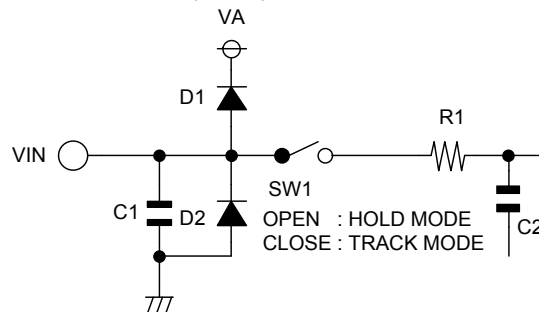 VA
D1
R1
VIN
SW1
C1
D2
OPEN : HOLD MODE
CLOSE : TRACK MODE
C2